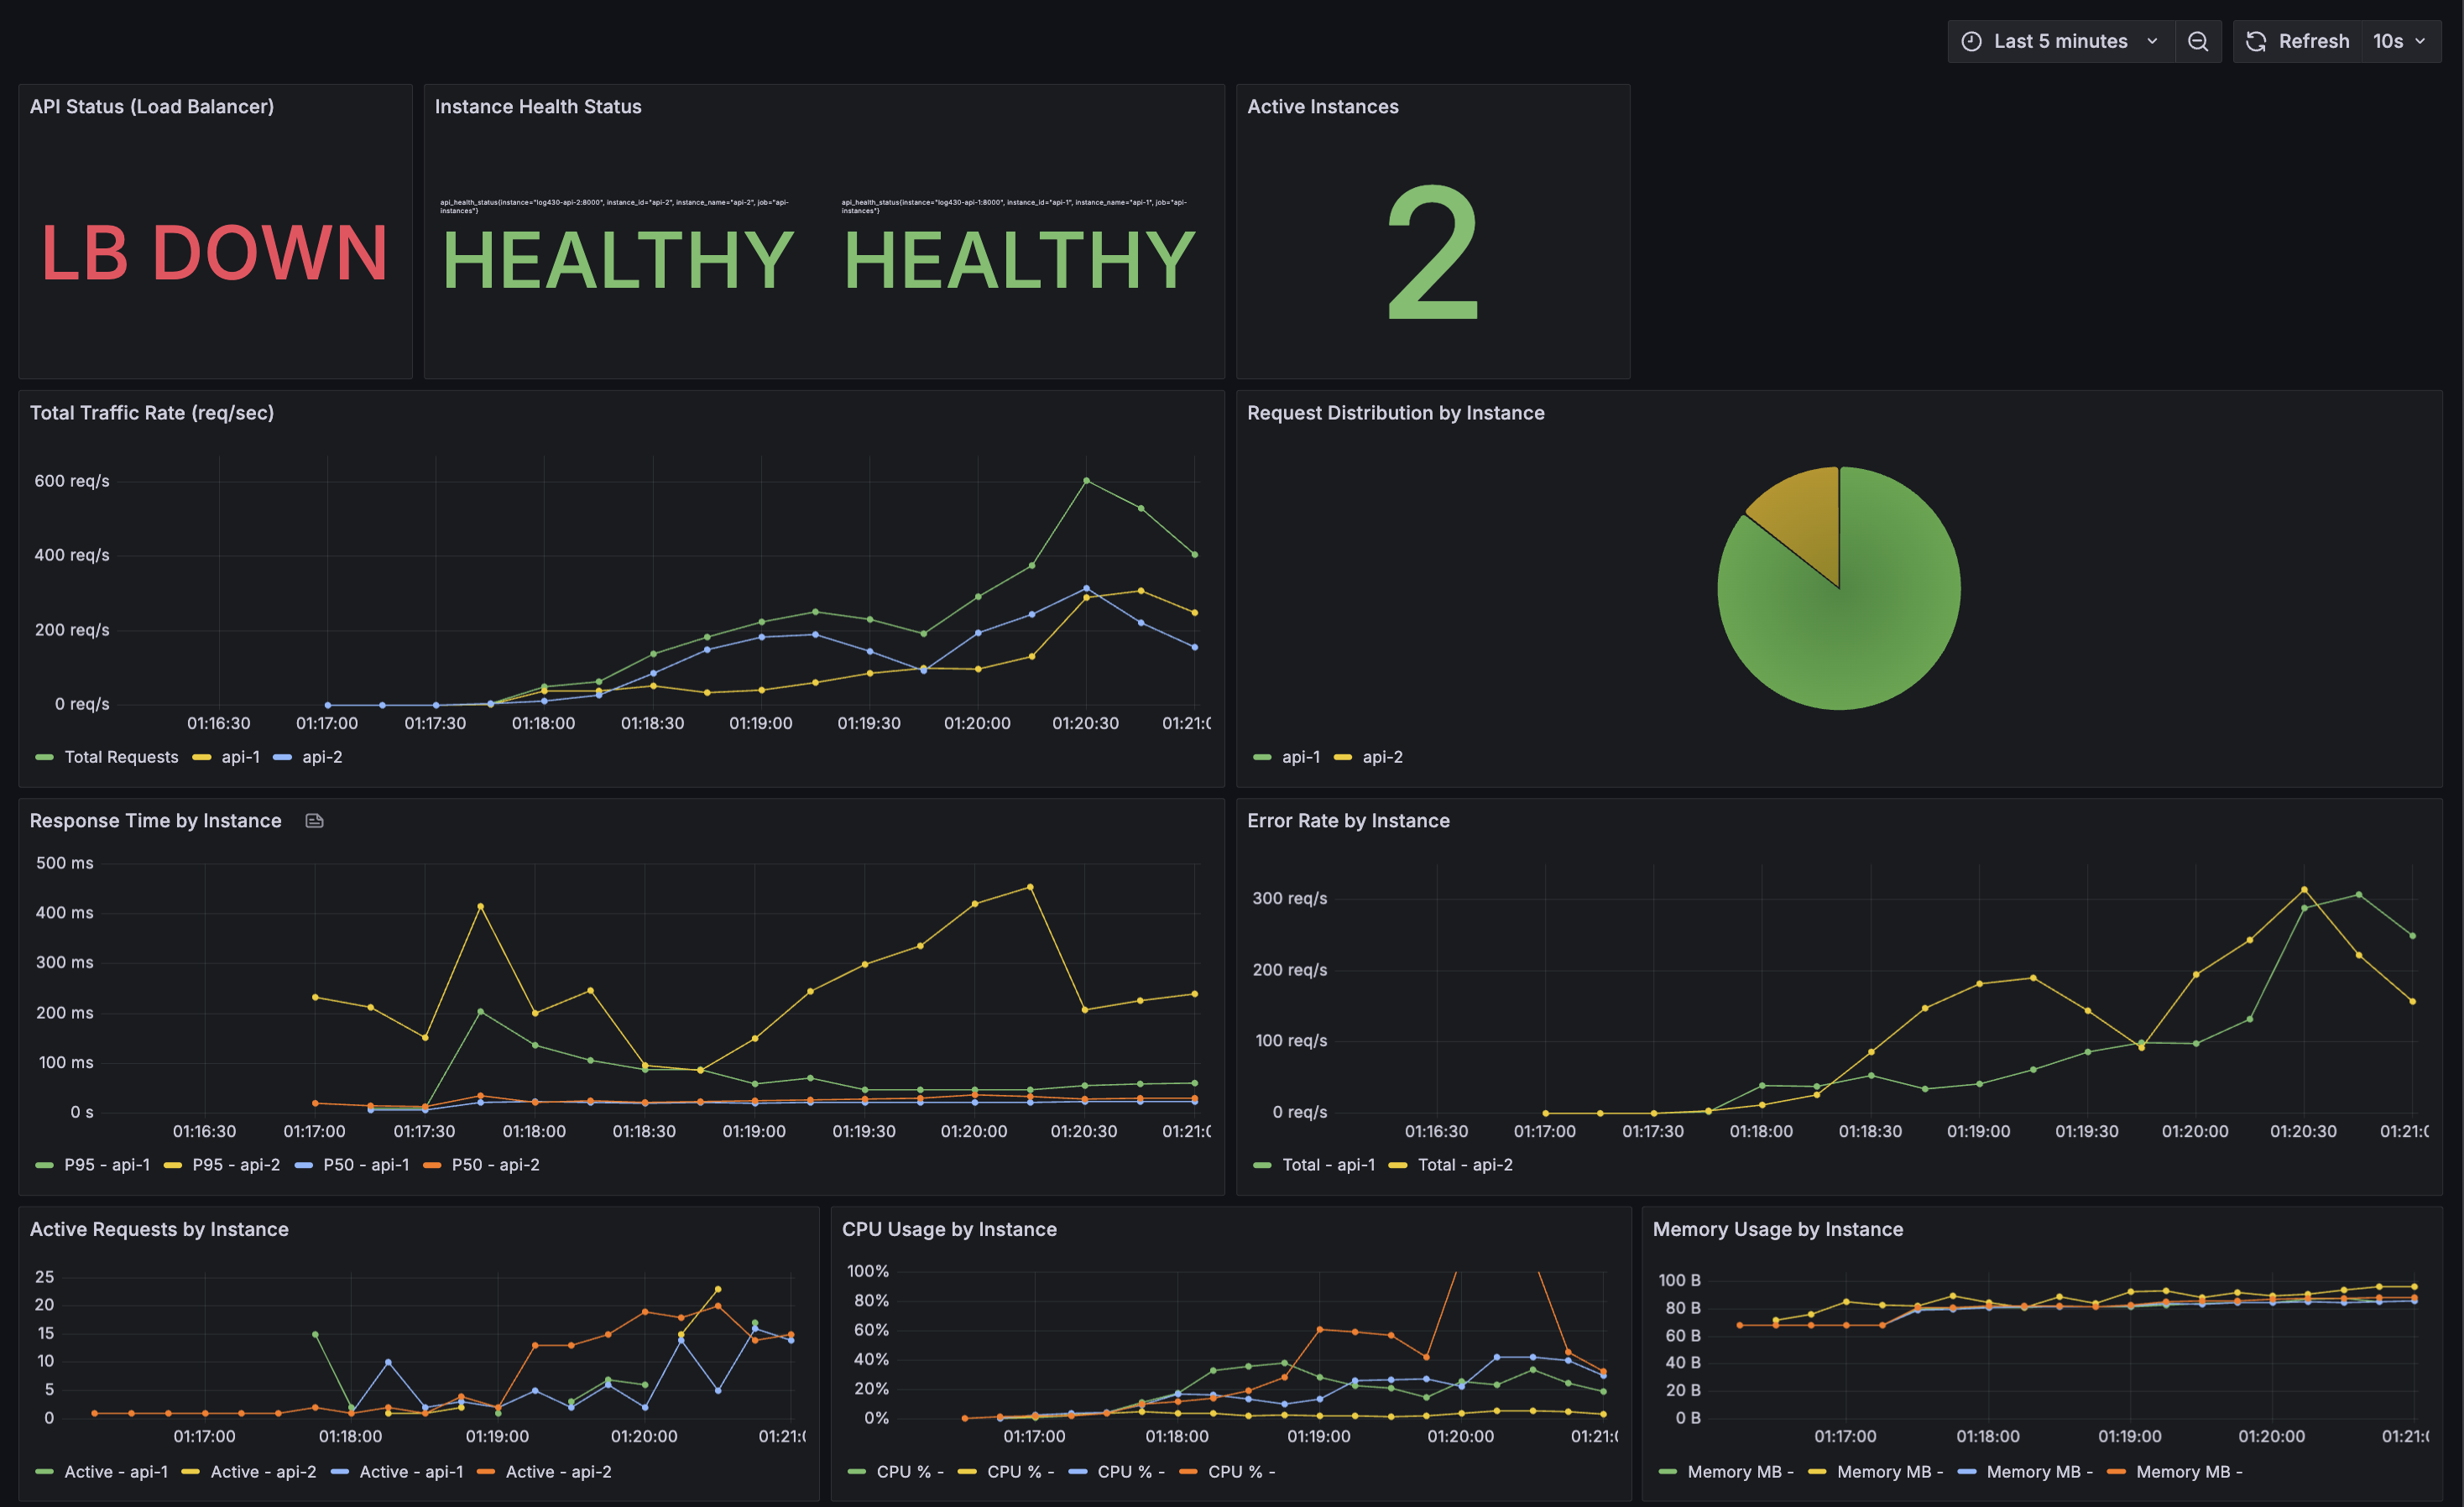 Last 5 minutes
Refresh
10s
API Status (Load Balancer)
LB DOWN
Instance Health Status
api_health_status{instance="log430-api-2:8000", instance_id="api-2", instance_name="api-2", job="api-
instances"}
HEALTHY
api_health_status{instance="log430-api-1:8000", instance_id="api-1", instance_name="api-1", job="api-
instances"}
HEALTHY
Active Instances
2
Total Traffic Rate (req/sec)
600 req/s
400 req/s
200 req/s
0 req/s
01:16:30 01:17:00 01:17:30 01:18:00 01:18:30 01:19:00 01:19:30 01:20:00 01:20:30 01:21:0
Total Requests api-1 api-2
Request Distribution by Instance
api-1 api-2
Response Time by Instance
500 ms
400 ms
300 ms
200 ms
100 ms
0 s
01:16:30 01:17:00 01:17:30 01:18:00 01:18:30 01:19:00 01:19:30 01:20:00 01:20:30 01:21:0
P95 - api-1 P95 - api-2 P50 - api-1 P50 - api-2
Error Rate by Instance
300 req/s
200 req/s
100 req/s
0 req/s
01:16:30 01:17:00 01:17:30 01:18:00 01:18:30 01:19:00 01:19:30 01:20:00 01:20:30 01:21:0
Total - api-1 Total - api-2
Active Requests by Instance
25
20
15
10
5
0
01:17:00 01:18:00 01:19:00 01:20:00 01:21:0
Active - api-1 Active - api-2 Active - api-1 Active - api-2
CPU Usage by Instance
100%
80%
60%
40%
20%
0%
01:17:00 01:18:00 01:19:00 01:20:00 01:21:0
CPU % - CPU % - CPU % - CPU % -
Memory Usage by Instance
100 B
80 B
60 B
40 B
20 B
0 B
01:17:00 01:18:00 01:19:00 01:20:00 01:21:0
Memory MB - Memory MB - Memory MB - Memory MB -